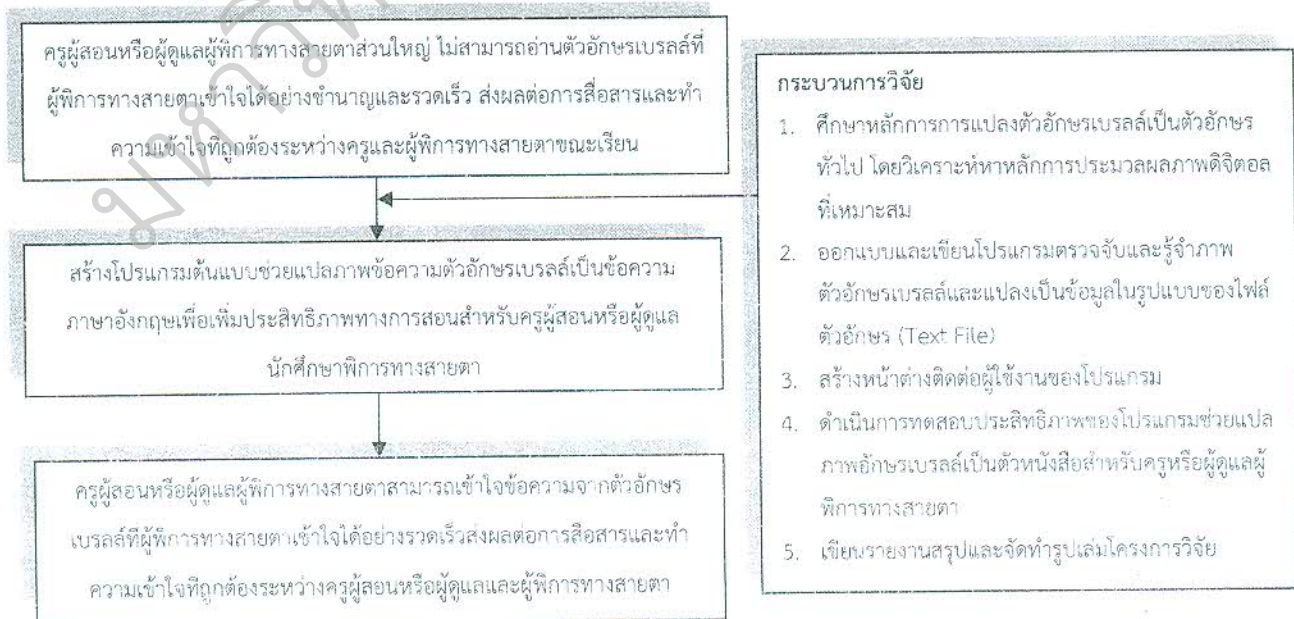 ครูผู้สอนหรือผู้ดูแลผู้พิการทางสายตาส่วนใหญ่ ไม่สามารถอ่านตัวอักษรเบรลล์ที่
ผู้พิการทางสายตาเข้าใจได้อย่างชำนาญและรวดเร็ว ส่งผลต่อการสื่อสารและทำ
ความเข้าใจที่ถูกต้องระหว่างครูและผู้พิการทางสายตาขณะเรียน
สร้างโปรแกรมต้นแบบช่วยแปลภาพข้อความตัวอักษรเบรลล์เป็นข้อความ
ภาษาอังกฤษเพื่อเพิ่มประสิทธิภาพทางการสอนสำหรับครูผู้สอนหรือผู้ดูแล
นักศึกษาพิการทางสายตา
ครูผู้สอนหรือผู้ดูแลผู้พิการทางสายตาสามารถเข้าใจข้อความจากตัวอักษร
เบรลล์ที่ผู้พิการทางสายตาเข้าใจได้อย่างรวดเร็วส่งผลต่อการสื่อสารและทำ
ความเข้าใจที่ถูกต้องระหว่างครูผู้สอนหรือผู้ดูแลและผู้พิการทางสายตา
กระบวนการวิจัย
1. ศึกษาหลักการการแปลงตัวอักษรเบรลล์เป็นตัวอักษร
ทั่วไป โดยวิเคราะห์หาหลักการประมวลผลภาพดิจิตอล
ที่เหมาะสม
2. ออกแบบและเขียนโปรแกรมตรวจจับและรู้จำภาพ
ตัวอักษรเบรลล์และแปลงเป็นข้อมูลในรูปแบบของไฟล์
ตัวอักษร (Text File)
3. สร้างหน้าต่างติดต่อผู้ใช้งานของโปรแกรม
4. ดำเนินการทดสอบประสิทธิภาพของโปรแกรมช่วยแปล
ภาพอักษรเบรลล์เป็นตัวหนังสือสำหรับครูหรือผู้ดูแลผู้
พิการทางสายตา
5. เขียนรายงานสรุปและจัดทำรูปเล่มโครงการวิจัย